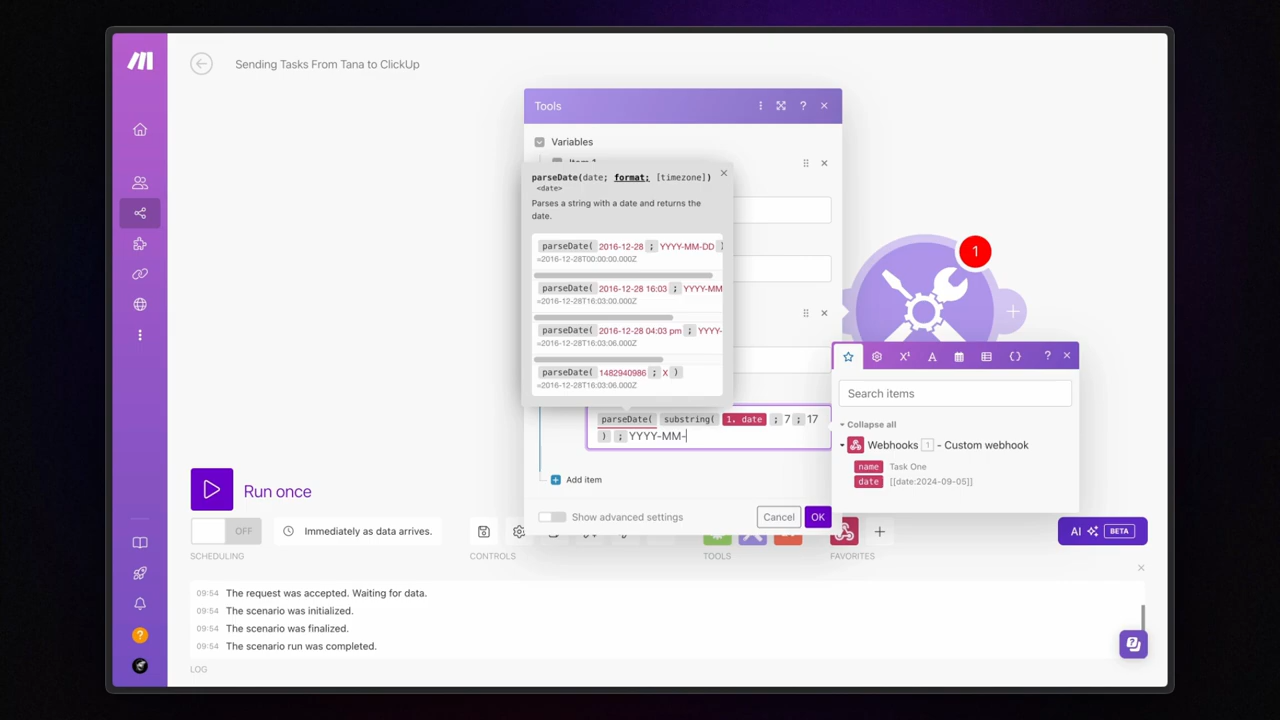 Sending Tasks From Tana to ClickUp
Tools
Variables
parseDate(date; format; [timezone])
<date>
Parses a string with a date and returns the
date.
parseDate( 2016-12-28 ; YYYY-MM-DD )
=2016-12-28T00:00:00.000Z
parseDate( 2016-12-28 16:03 ; YYYY-MM
=2016-12-28T16:03:00.000Z
parseDate( 2016-12-28 04:03 pm ; YYYY-
=2016-12-28T16:03:06.000Z
parseDate( 1482940986 ; X )
=2016-12-28T16:03:06.000Z
parseDate( substring( 1. date ; 7 ; 17
) ; YYYY-MM-
Add item
Show advanced settings
Cancel
OK
1
Search items
Collapse all
Webhooks 1 - Custom webhook
name Task One
date [[date:2024-09-05]]
Run once
OFF
Immediately as data arrives.
SCHEDULING
CONTROLS
TOOLS
FAVORITES
AI BETA
09:54 The request was accepted. Waiting for data.
09:54 The scenario was initialized.
09:54 The scenario was finalized.
09:54 The scenario run was completed.
LOG